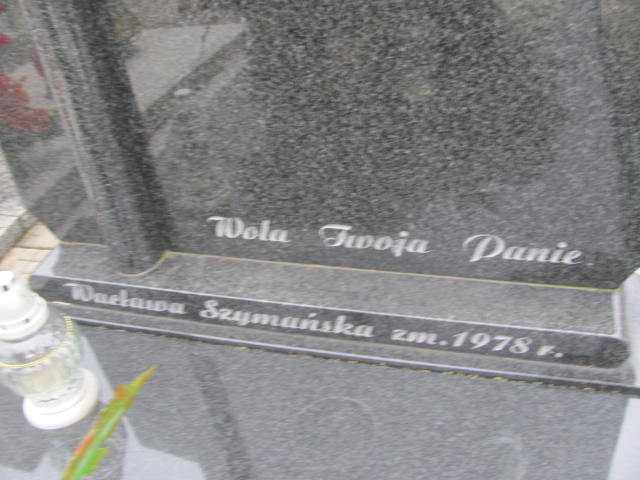 Wola Twoja Panie
Wacława Szymańska zm. 1978 r.